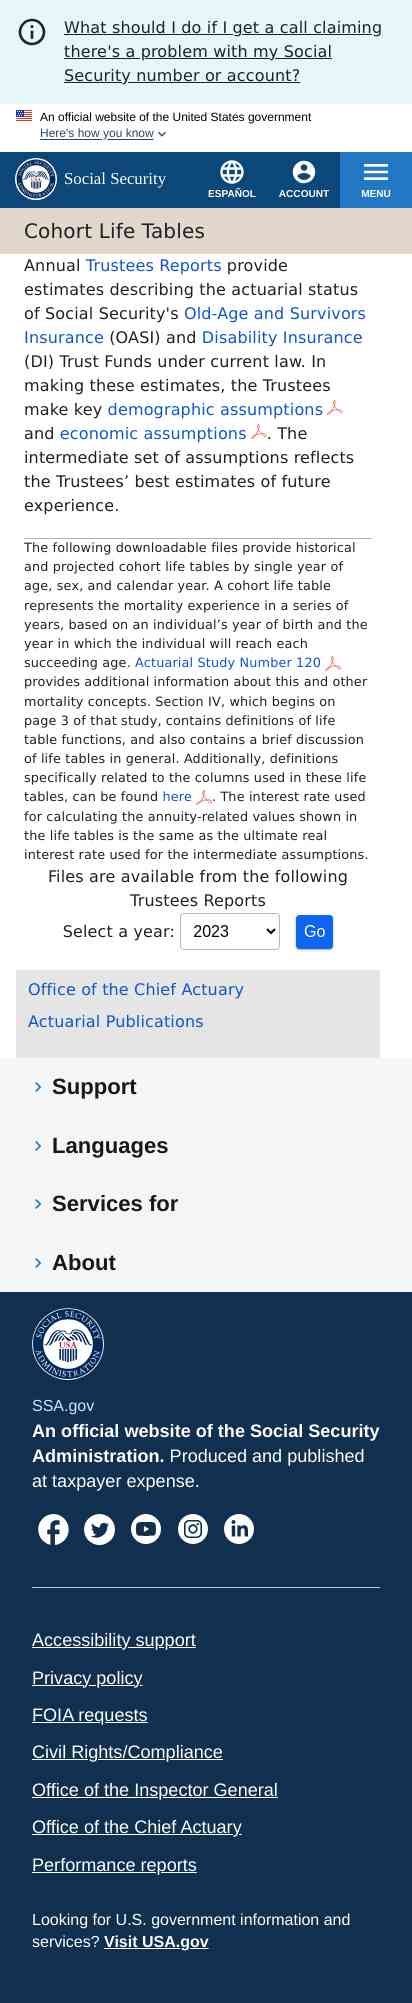 What should I do if I get a call claiming
there's a problem with my Social
Security number or account?
An official website of the United States government
Here's how you know
Social Security
ESPAÑOL
ACCOUNT
MENU
Cohort Life Tables
Annual Trustees Reports provide
estimates describing the actuarial status
of Social Security's Old-Age and Survivors
Insurance (OASI) and Disability Insurance
(DI) Trust Funds under current law. In
making these estimates, the Trustees
make key demographic assumptions
and economic assumptions . The
intermediate set of assumptions reflects
the Trustees’ best estimates of future
experience.
The following downloadable files provide historical
and projected cohort life tables by single year of
age, sex, and calendar year. A cohort life table
represents the mortality experience in a series of
years, based on an individual’s year of birth and the
year in which the individual will reach each
succeeding age. Actuarial Study Number 120
provides additional information about this and other
mortality concepts. Section IV, which begins on
page 3 of that study, contains definitions of life
table functions, and also contains a brief discussion
of life tables in general. Additionally, definitions
specifically related to the columns used in these life
tables, can be found here . The interest rate used
for calculating the annuity-related values shown in
the life tables is the same as the ultimate real
interest rate used for the intermediate assumptions.
Files are available from the following
Trustees Reports
Select a year: 2023 Go
Office of the Chief Actuary
Actuarial Publications
Support
Languages
Services for
About
SOCIAL SECURITY ADMINISTRATION
USA
SSA.gov
An official website of the Social Security
Administration. Produced and published
at taxpayer expense.
Accessibility support
Privacy policy
FOIA requests
Civil Rights/Compliance
Office of the Inspector General
Office of the Chief Actuary
Performance reports
Looking for U.S. government information and
services? Visit USA.gov